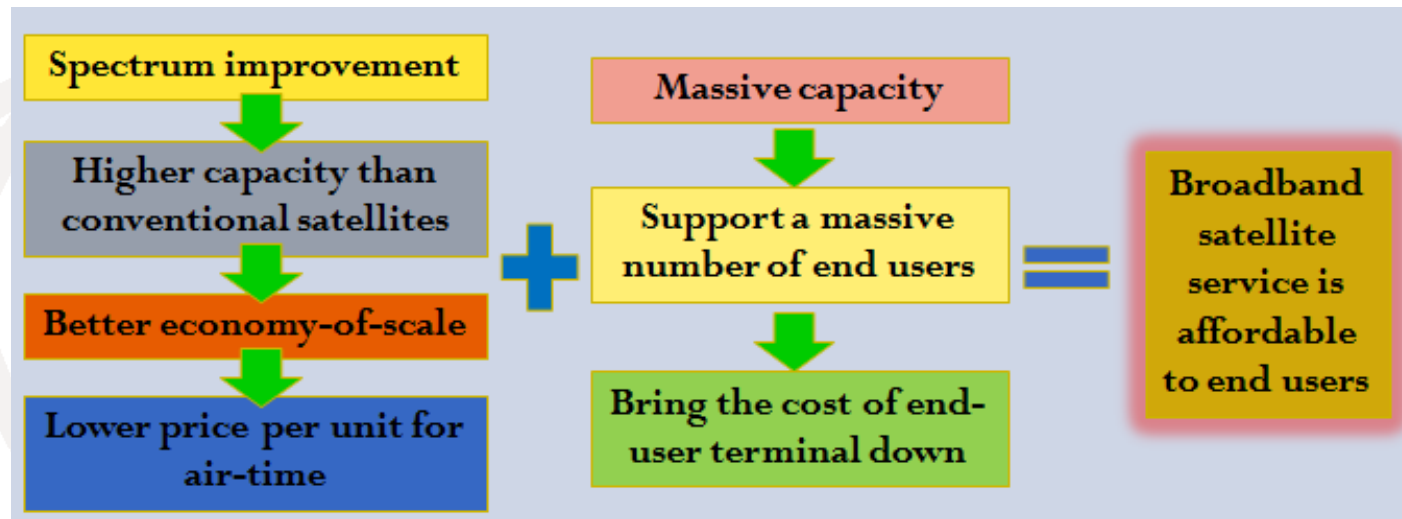 Spectrum improvement
Higher capacity than
conventional satellites
Better economy-of-scale
Lower price per unit for
air-time
Massive capacity
Support a massive
number of end users
Bring the cost of end-
user terminal down
Broadband
satellite
service is
affordable
to end users